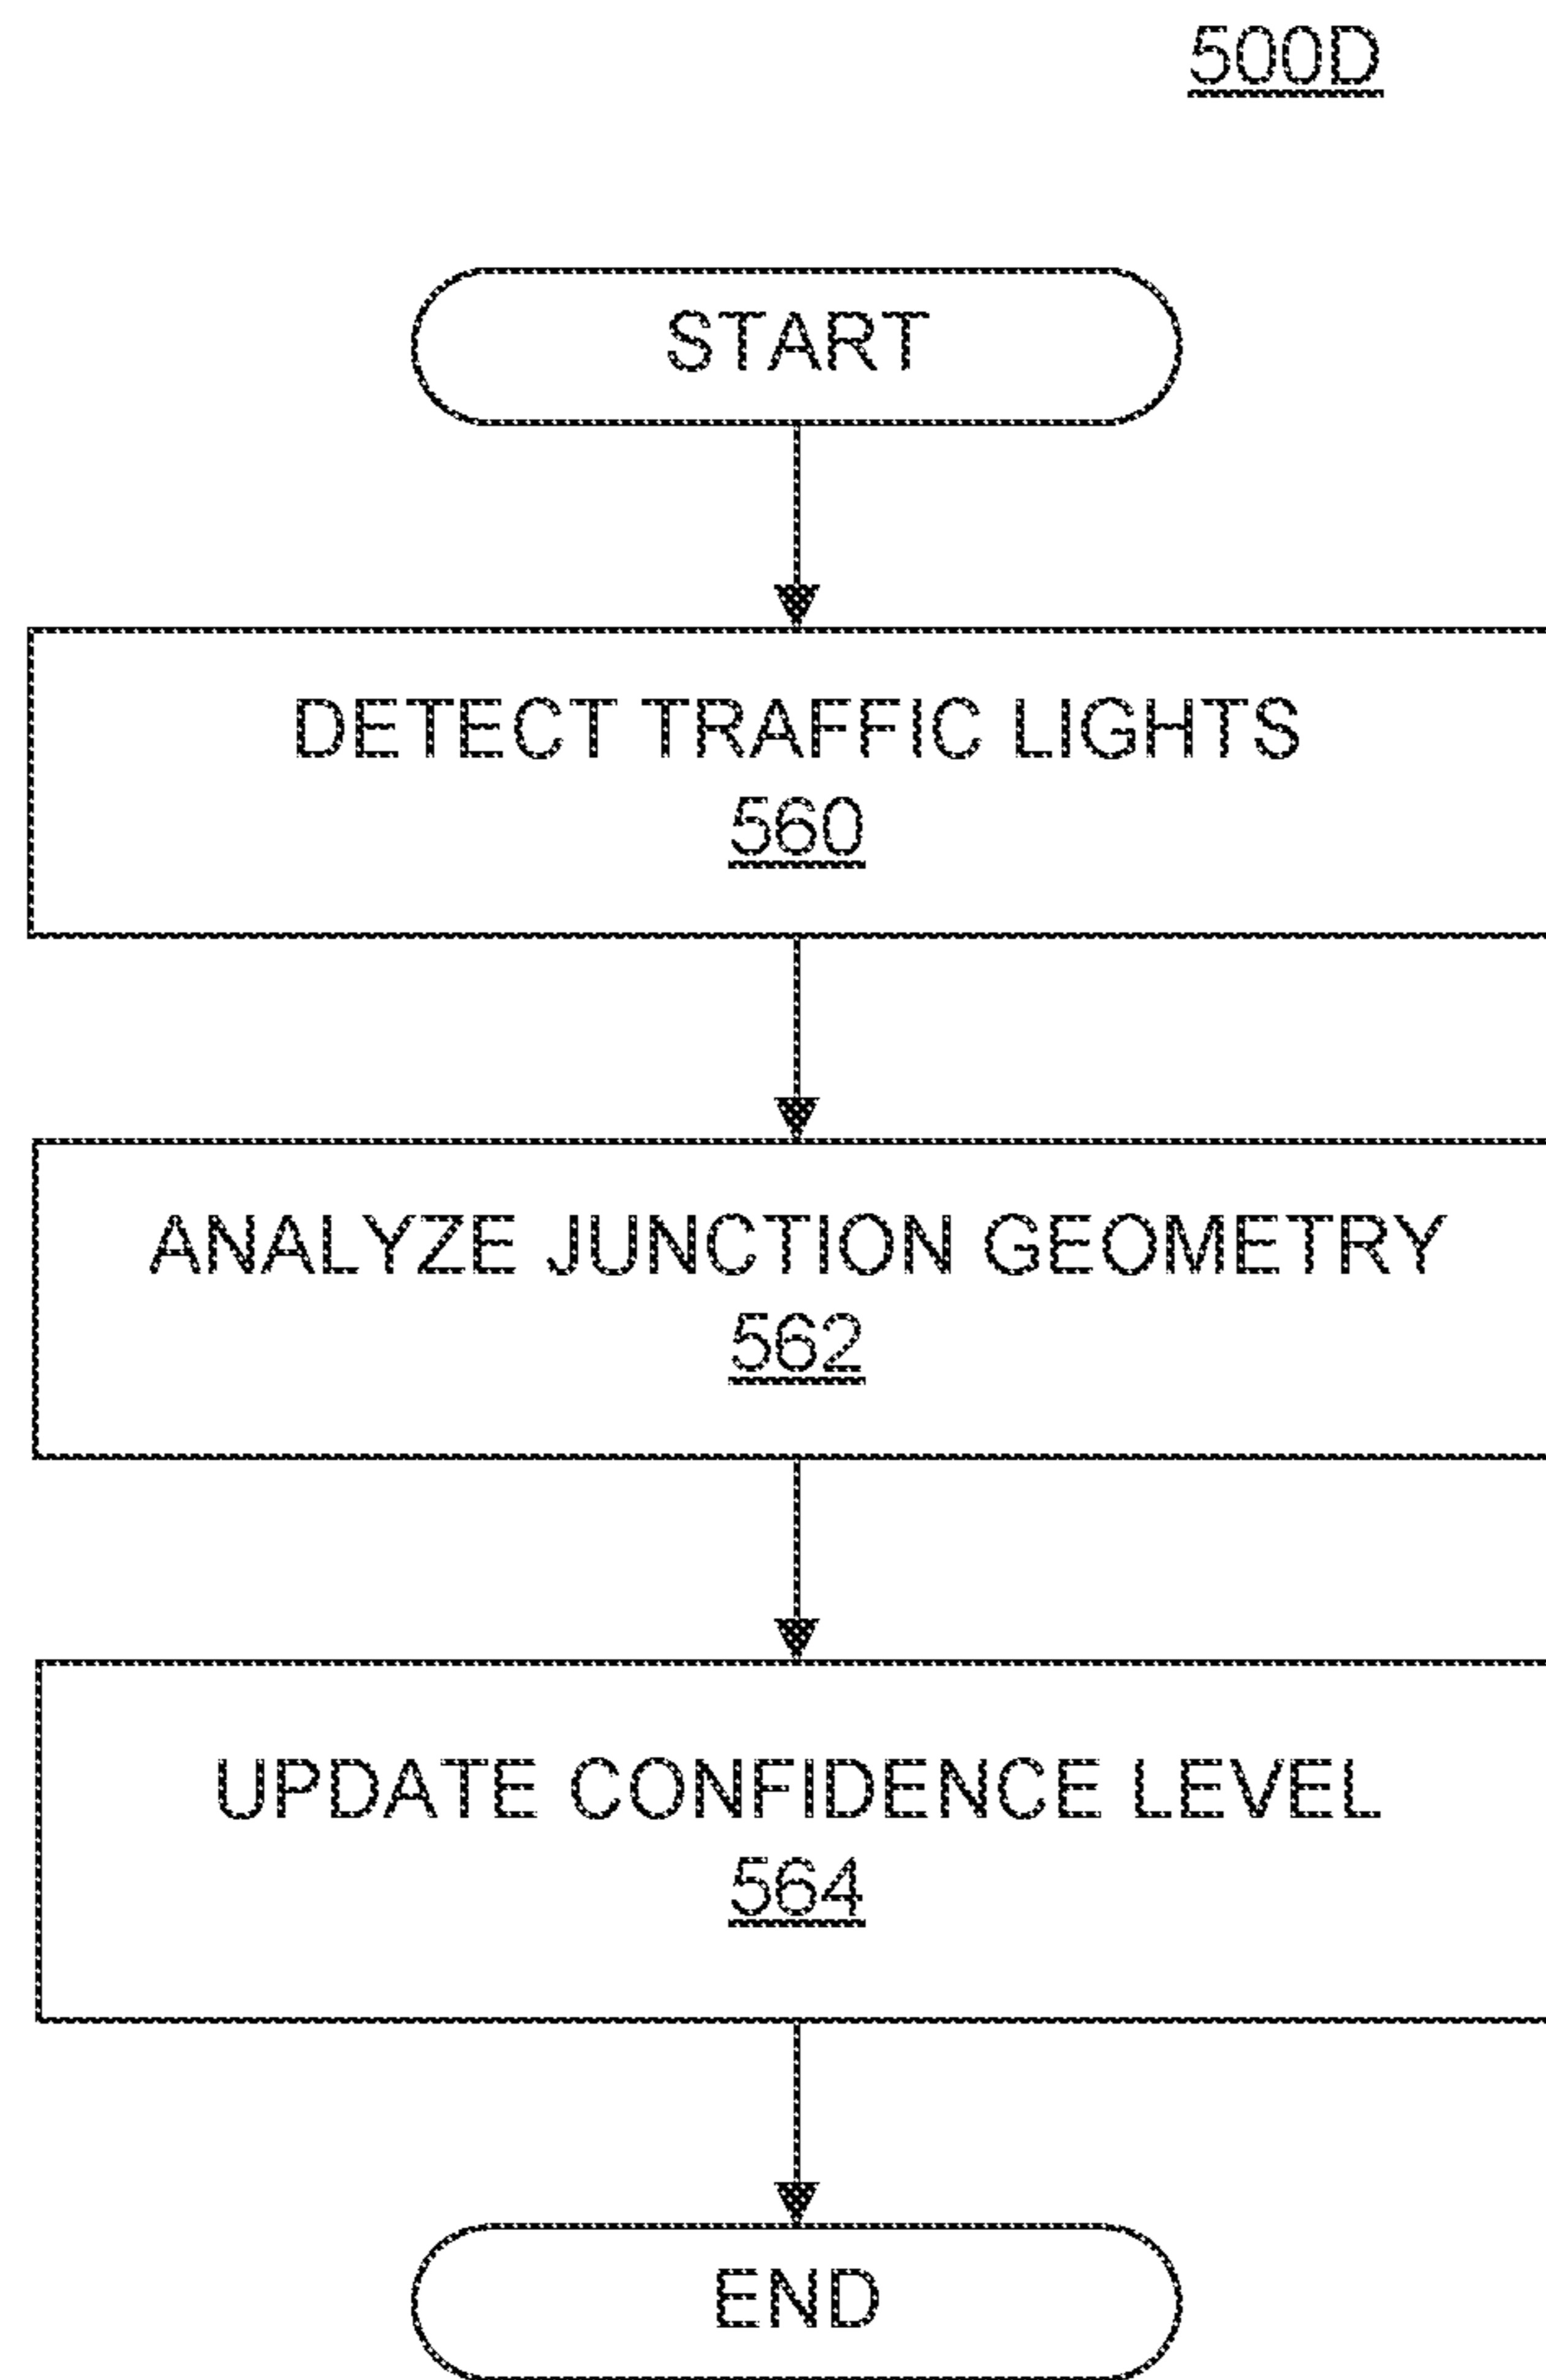 500D
START
DETECT TRAFFIC LIGHTS
560
ANALYZE JUNCTION GEOMETRY
562
UPDATE CONFIDENCE LEVEL
564
END